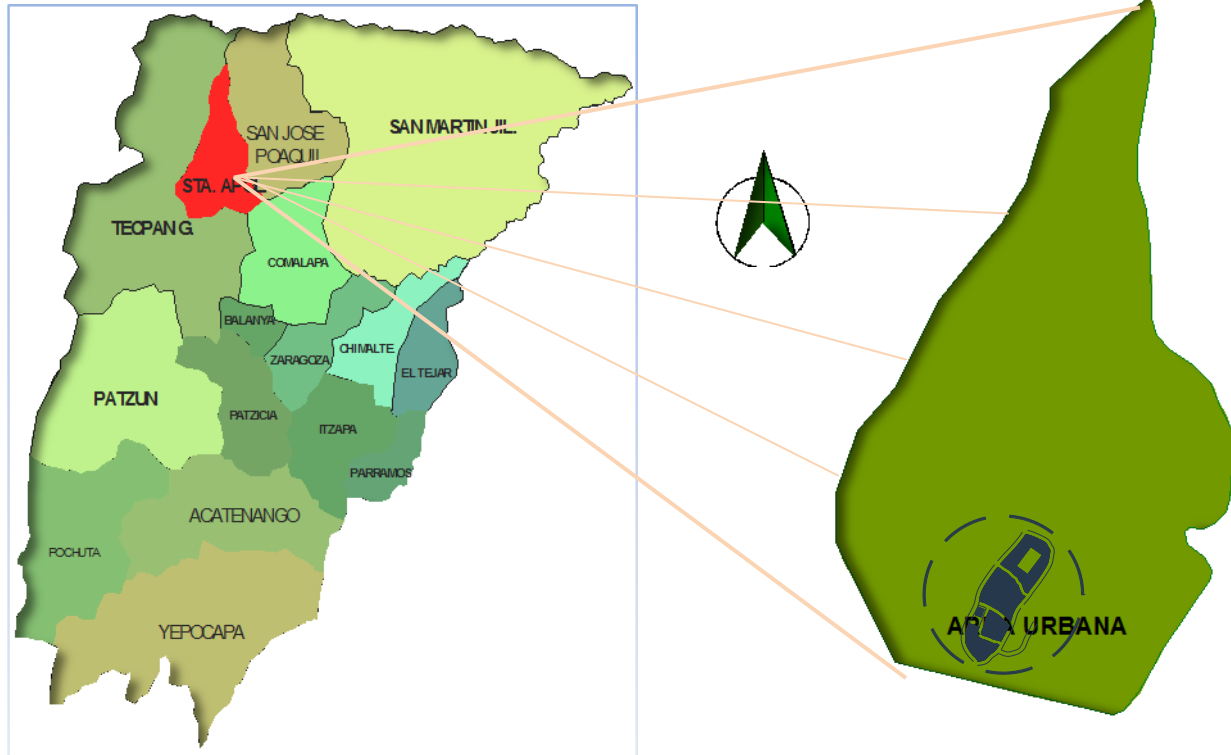 SAN JOSE
POAQUIL
SAN MARTIN JIL.
STA.
TECPAN G.
COMALAPA
BALANYA
ZARAGOZA
CHIMALTE.
EL TEJAR
PATZUN
PATZICIA
ITZAPA
PARRAMOS
ACATENANGO
POCHUTA
YEPOCAPA
URBANA